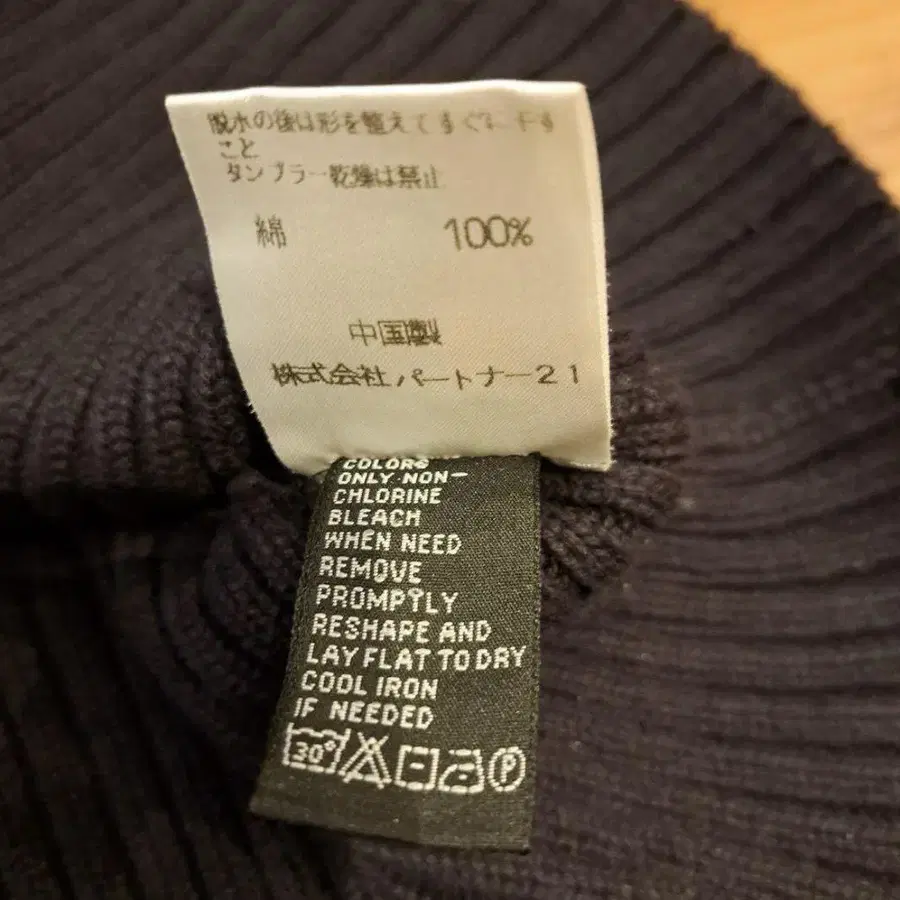 脱水の後は形を整えてすぐに干す
こと
タンブラー乾燥は禁止
綿 100%
中国製
株式会社 パートナー21
COLORS
ONLY NON-
CHLORINE
BLEACH
WHEN NEED
REMOVE
PROMPTLY
RESHAPE AND
LAY FLAT TO DRY
COOL IRON
IF NEEDED
30° P